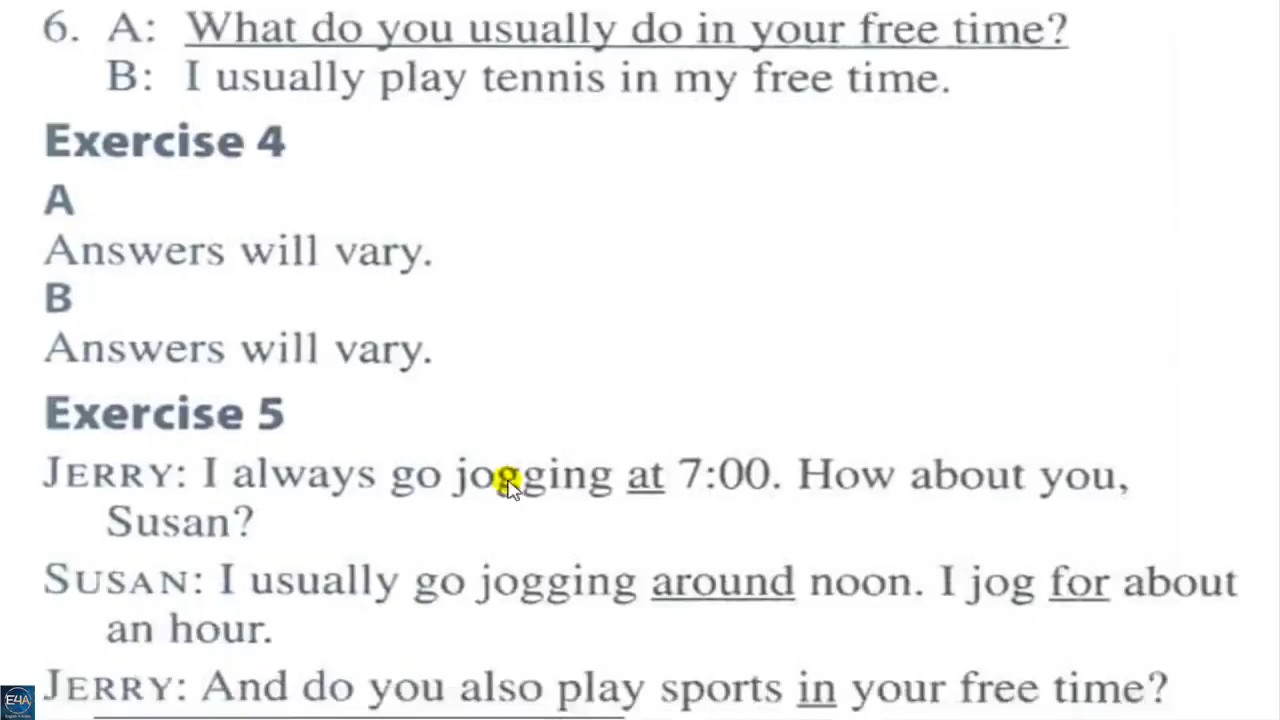 6. A: What do you usually do in your free time?
B: I usually play tennis in my free time.
Exercise 4
A
Answers will vary.
B
Answers will vary.
Exercise 5
JERRY: I always go jogging at 7:00. How about you,
Susan?
SUSAN: I usually go jogging around noon. I jog for about
an hour.
JERRY: And do you also play sports in your free time?
E4A